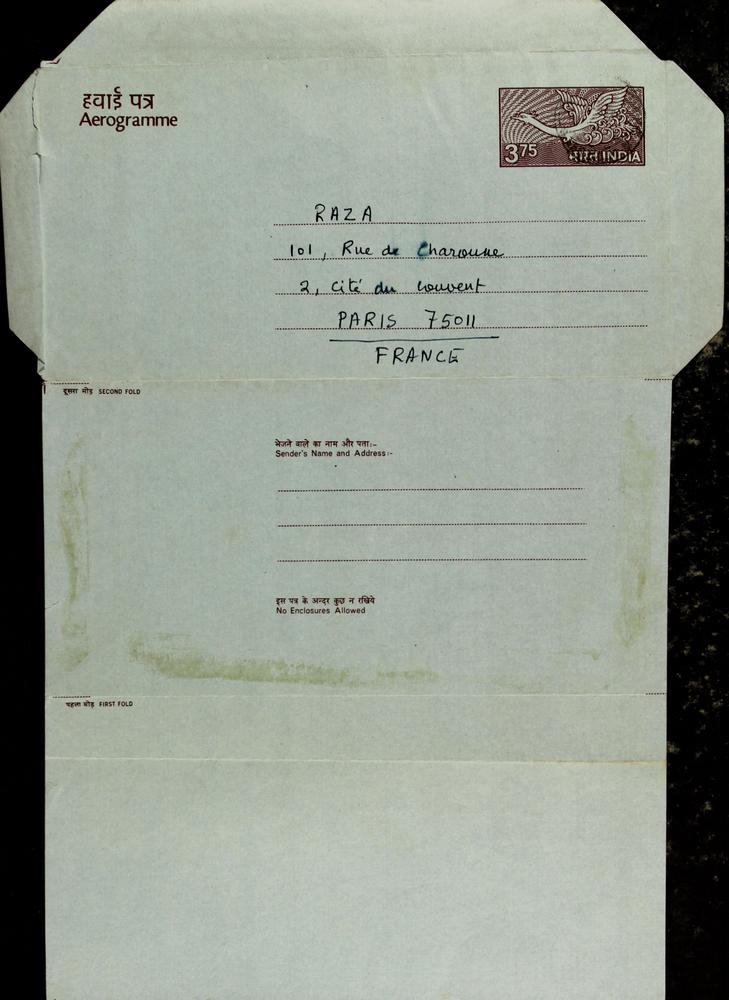 हवाई पत्र
Aerogramme
3 75
भारत INDIA
RAZA
101, Rue de Charonne
2, Cité du Couvent
PARIS 75011
FRANCE
दूसरा मोड़ SECOND FOLD
भेजने वाले का नाम और पता:-
Sender's Name and Address:-
इस पत्र के अन्दर कुछ न रखिये
No Enclosures Allowed
पहला मोड़ FIRST FOLD